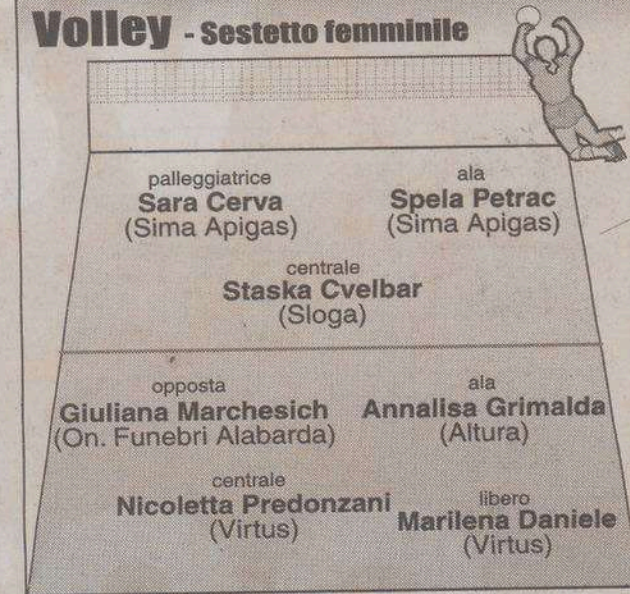 Volley - Sestetto femminile
palleggiatrice
Sara Cerva
(Sima Apigas)
ala
Spela Petrac
(Sima Apigas)
centrale
Staska Cvelbar
(Sloga)
opposta
Giuliana Marchesich
(On. Funebri Alabarda)
ala
Annalisa Grimalda
(Altura)
centrale
Nicoletta Predonzani
(Virtus)
libero
Marilena Daniele
(Virtus)